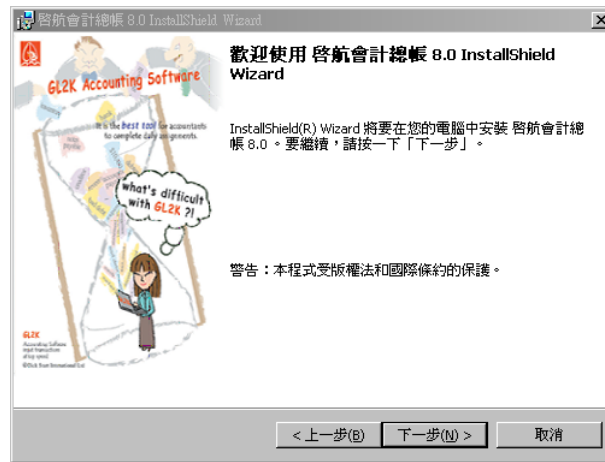 啓航會計總帳 8.0 InstallShield Wizard
GL2K Accounting Software
It is the best tool for accountants
to complete daily assignments.
what's difficult
with GL2K ?!
GL2K
Accounting Software
歡迎使用 啓航會計總帳 8.0 InstallShield
Wizard
InstallShield(R) Wizard 將要在您的電腦中安裝 啓航會計總
帳 8.0 。要繼續，請按一下「下一步」。
警告：本程式受版權法和國際條約的保護。
< 上一步(B)
下一步(N) >
取消